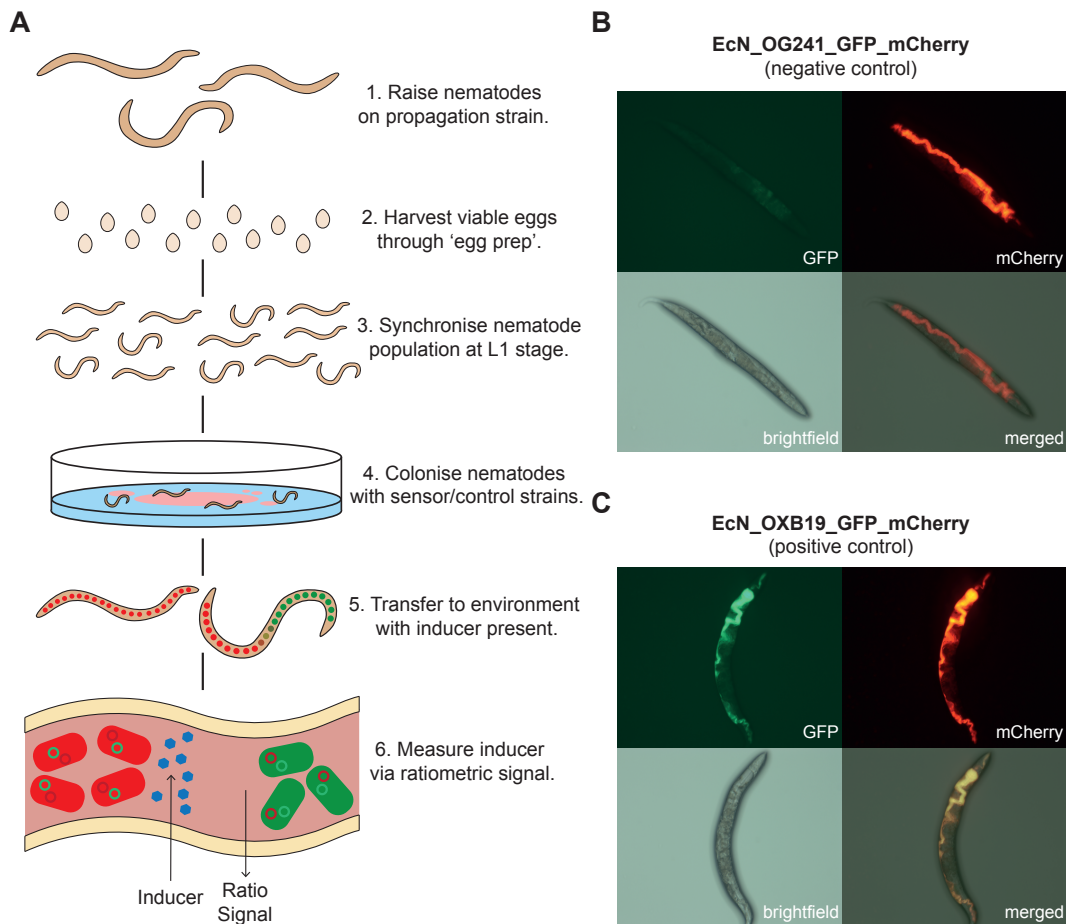 A
1. Raise nematodes
on propagation strain.
2. Harvest viable eggs
through ‘egg prep’.
3. Synchronise nematode
population at L1 stage.
4. Colonise nematodes
with sensor/control strains.
5. Transfer to environment
with inducer present.
6. Measure inducer
via ratiometric signal.
Inducer
Ratio
Signal
B
EcN_OG241_GFP_mCherry
(negative control)
GFP
mCherry
brightfield
merged
C
EcN_OXB19_GFP_mCherry
(positive control)
GFP
mCherry
brightfield
merged